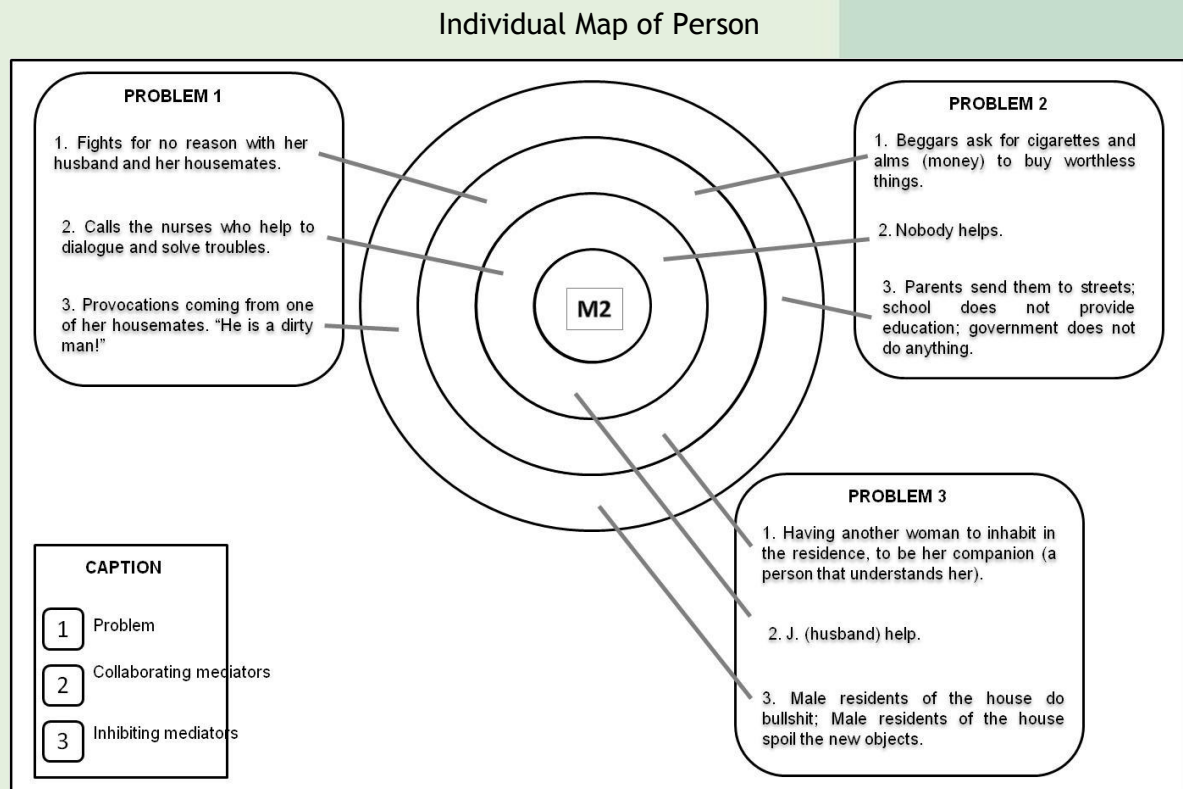 Individual Map of Person
PROBLEM 1
1. Fights for no reason with her
husband and her housemates.
2. Calls the nurses who help to
dialogue and solve troubles.
3. Provocations coming from one
of her housemates. “He is a dirty
man!”
M2
PROBLEM 2
1. Beggars ask for cigarettes and
alms (money) to buy worthless
things.
2. Nobody helps.
3. Parents send them to streets;
school does not provide
education; government does not
do anything.
PROBLEM 3
1. Having another woman to inhabit in
the residence, to be her companion (a
person that understands her).
2. J. (husband) help.
3. Male residents of the house do
bullshit; Male residents of the house
spoil the new objects.
CAPTION
1 Problem
2 Collaborating mediators
3 Inhibiting mediators